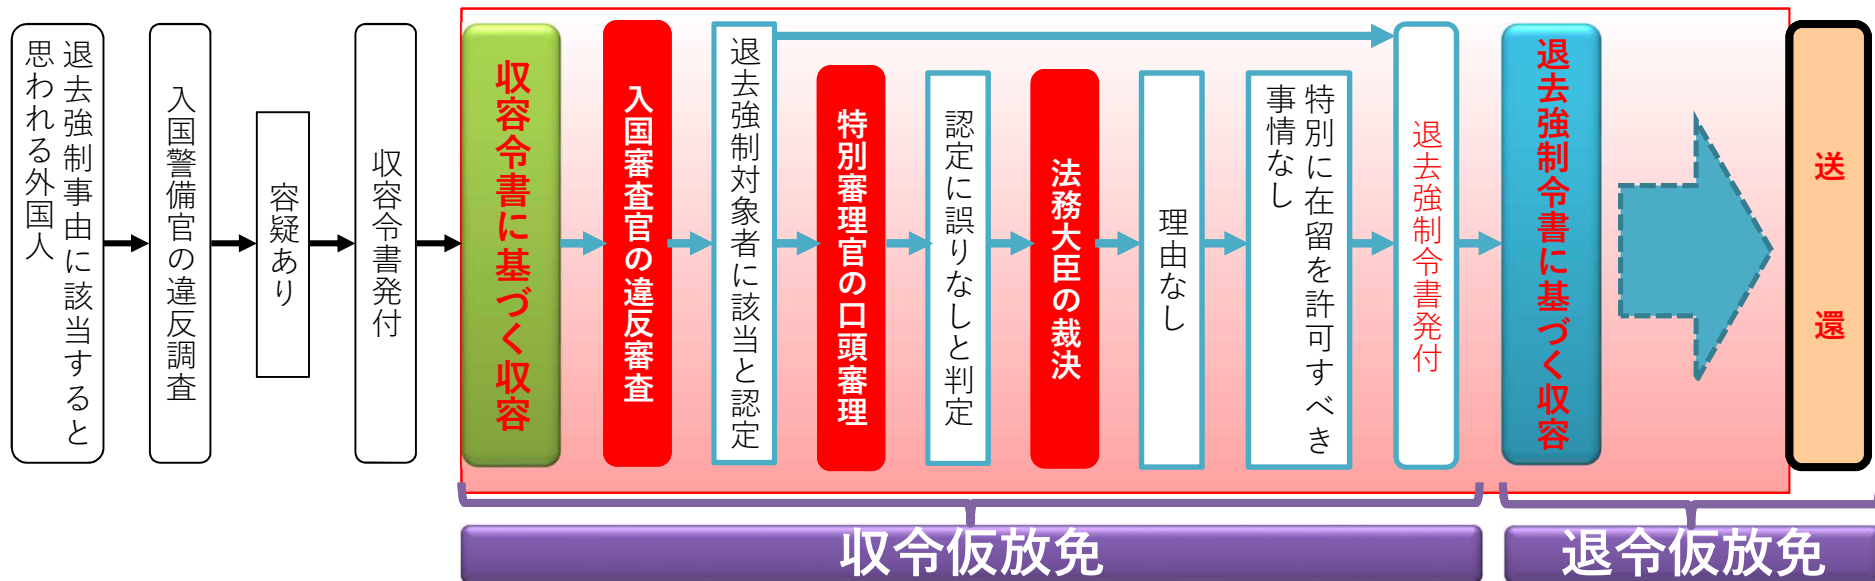 退去強制事由に該当すると
思われる外国人
入国警備官の違反調査
容疑あり
収容令書発付
収容令書に基づく収容
入国審査官の違反審査
退去強制対象者に該当と認定
特別審理官の口頭審理
認定に誤りなしと判定
法務大臣の裁決
理由なし
特別に在留を許可すべき
事情なし
退去強制令書発付
退去強制令書に基づく収容
送還
収令仮放免
退令仮放免